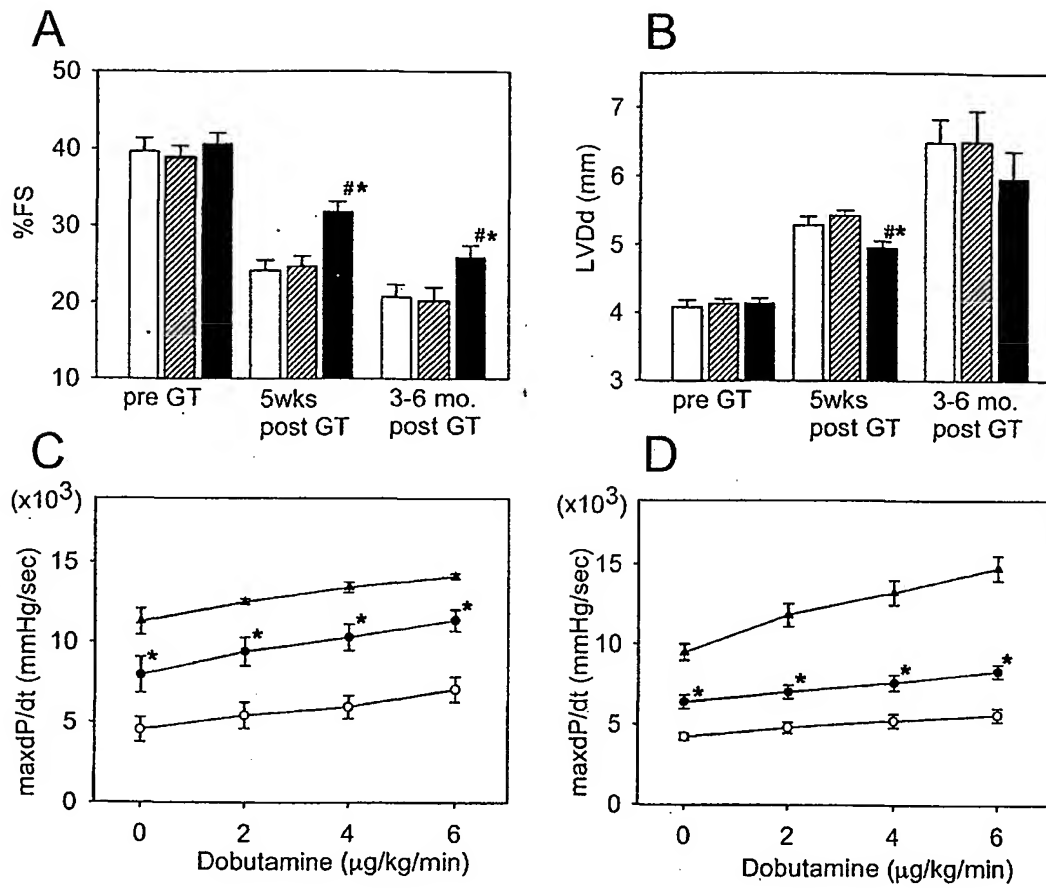 A
B
50
40
30
20
10
%FS
#*
#*
pre GT
5wks
post GT
3-6 mo.
post GT
7
6
5
4
3
LVDd (mm)
#*
pre GT
5wks
post GT
3-6 mo.
post GT
C
D
(x10³
15
10
5
0
maxdP/dt (mmHg/sec)
* * * *
0 2 4 6
Dobutamine (μg/kg/min)
(x10³
15
10
5
0
maxdP/dt (mmHg/sec)
* * * *
0 2 4 6
Dobutamine (μg/kg/min)